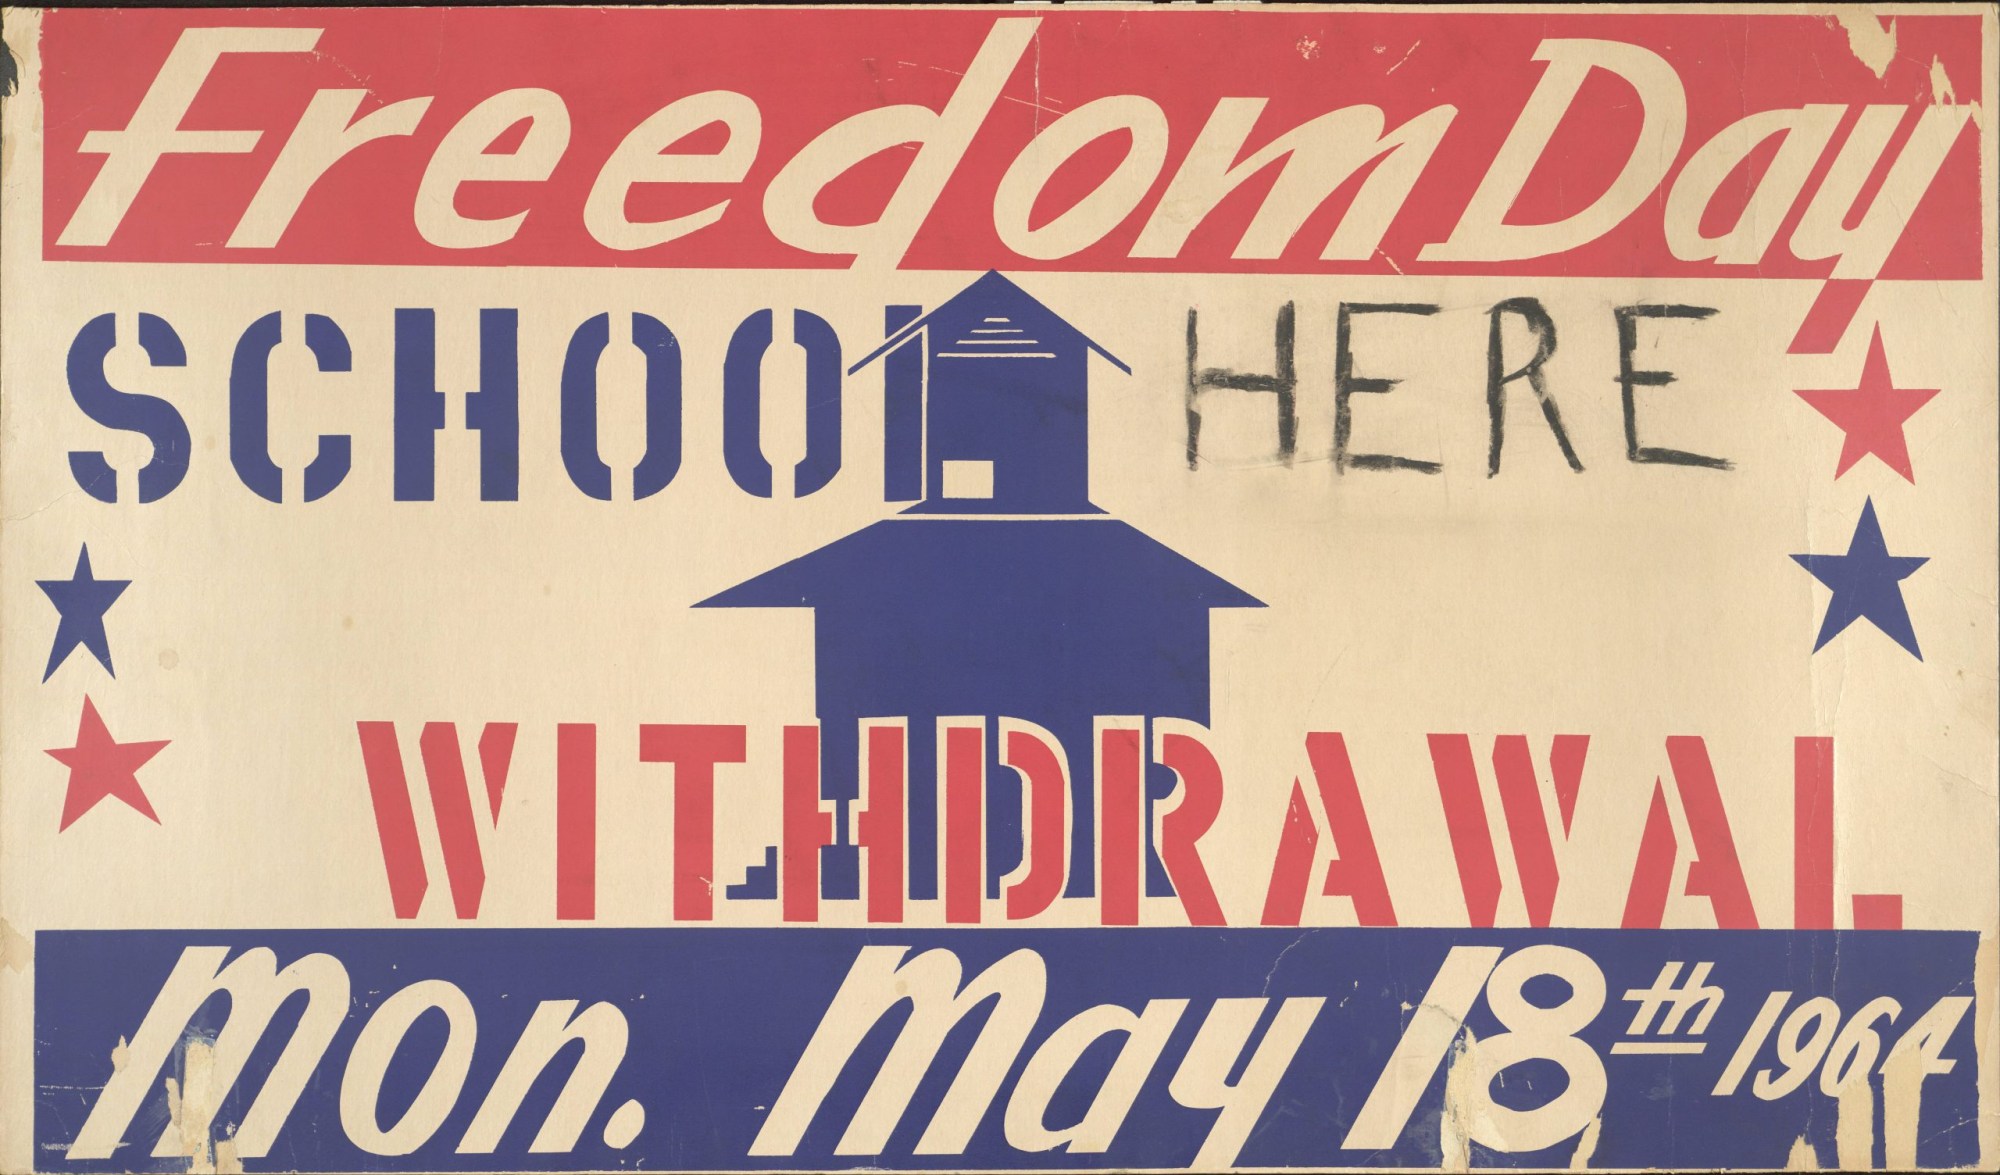 Freedom Day
SCHOOL HERE
WITHDRAWAL
Mon. May 18th 1964